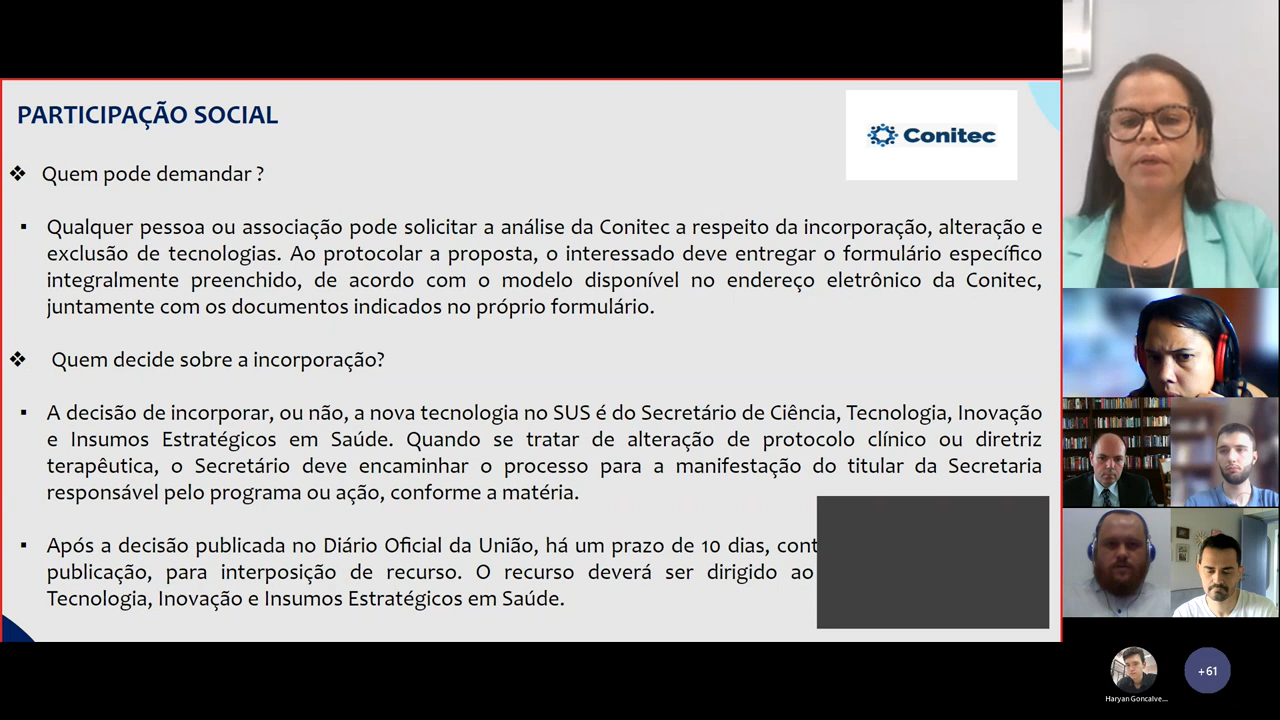 PARTICIPAÇÃO SOCIAL
Conitec
❖ Quem pode demandar ?
▪ Qualquer pessoa ou associação pode solicitar a análise da Conitec a respeito da incorporação, alteração e
exclusão de tecnologias. Ao protocolar a proposta, o interessado deve entregar o formulário específico
integralmente preenchido, de acordo com o modelo disponível no endereço eletrônico da Conitec,
juntamente com os documentos indicados no próprio formulário.
❖ Quem decide sobre a incorporação?
▪ A decisão de incorporar, ou não, a nova tecnologia no SUS é do Secretário de Ciência, Tecnologia, Inovação
e Insumos Estratégicos em Saúde. Quando se tratar de alteração de protocolo clínico ou diretriz
terapêutica, o Secretário deve encaminhar o processo para a manifestação do titular da Secretaria
responsável pelo programa ou ação, conforme a matéria.
▪ Após a decisão publicada no Diário Oficial da União, há um prazo de 10 dias, cont
publicação, para interposição de recurso. O recurso deverá ser dirigido ao
Tecnologia, Inovação e Insumos Estratégicos em Saúde.
Haryan Goncalve...
+61